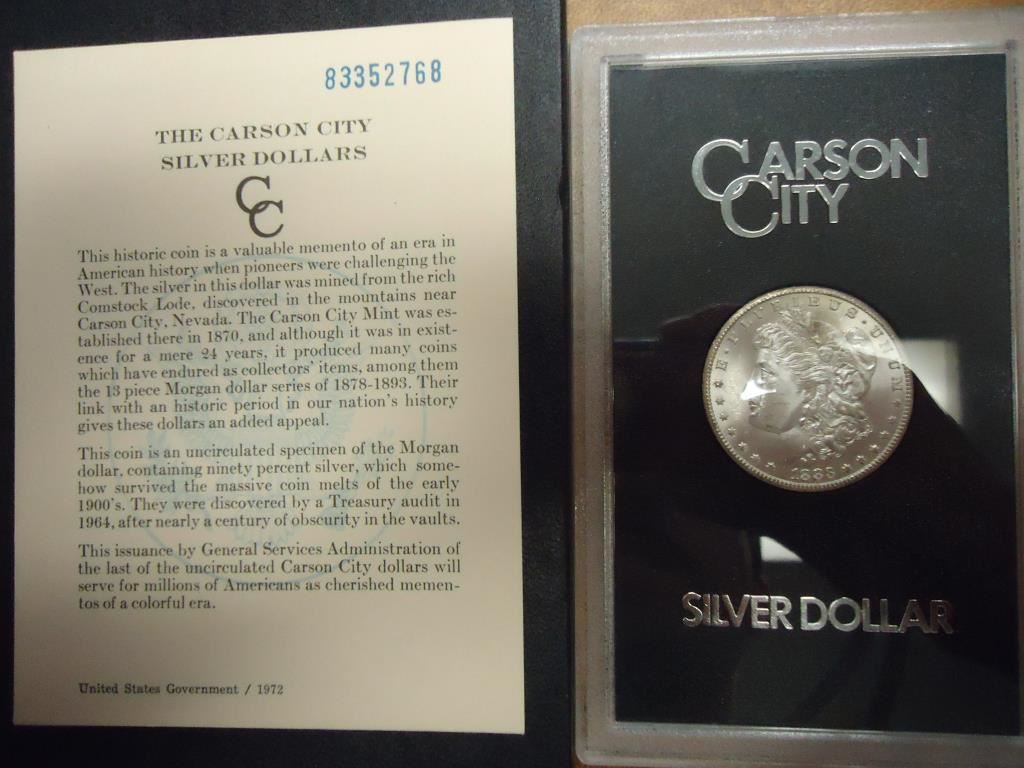 83352768
THE CARSON CITY
SILVER DOLLARS
CC
This historic coin is a valuable memento of an era in
American history when pioneers were challenging the
West. The silver in this dollar was mined from the rich
Comstock Lode, discovered in the mountains near
Carson City, Nevada. The Carson City Mint was es-
tablished there in 1870, and although it was in exist-
ence for a mere 24 years, it produced many coins
which have endured as collectors' items, among them
the 13 piece Morgan dollar series of 1878-1893. Their
link with an historic period in our nation's history
gives these dollars an added appeal.
This coin is an uncirculated specimen of the Morgan
dollar, containing ninety percent silver, which some-
how survived the massive coin melts of the early
1900's. They were discovered by a Treasury audit in
1964, after nearly a century of obscurity in the vaults.
This issuance by General Services Administration of
the last of the uncirculated Carson City dollars will
serve for millions of Americans as cherished memen-
tos of a colorful era.
United States Government / 1972
CARSON
CITY
E·PLURIBUS·UNUM
1883
SILVER DOLLAR